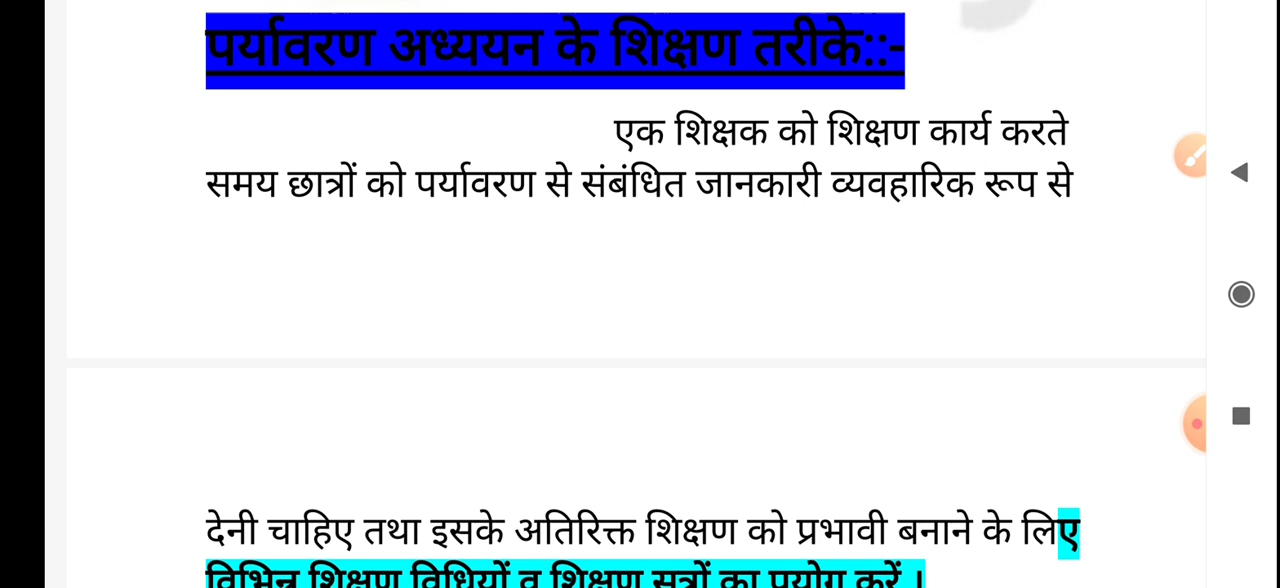 पर्यावरण अध्ययन के शिक्षण तरीके::-
एक शिक्षक को शिक्षण कार्य करते
समय छात्रों को पर्यावरण से संबंधित जानकारी व्यवहारिक रूप से
देनी चाहिए तथा इसके अतिरिक्त शिक्षण को प्रभावी बनाने के लिए
विभिन्न शिक्षण विधियों व शिक्षण सूत्रों का प्रयोग करें ।